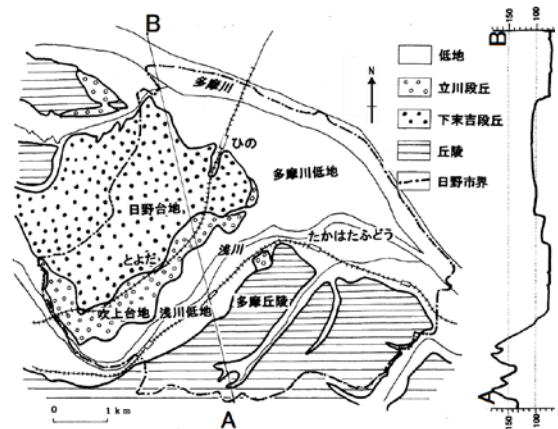 B
多摩川
ひの
多摩川低地
日野台地
とよだ
浅川
たかはたふどう
吹上台地
浅川低地
多摩丘陵
A
0 1km
N
低地
立川段丘
下末吉段丘
丘陵
日野市界
B
150
100
A
150
100